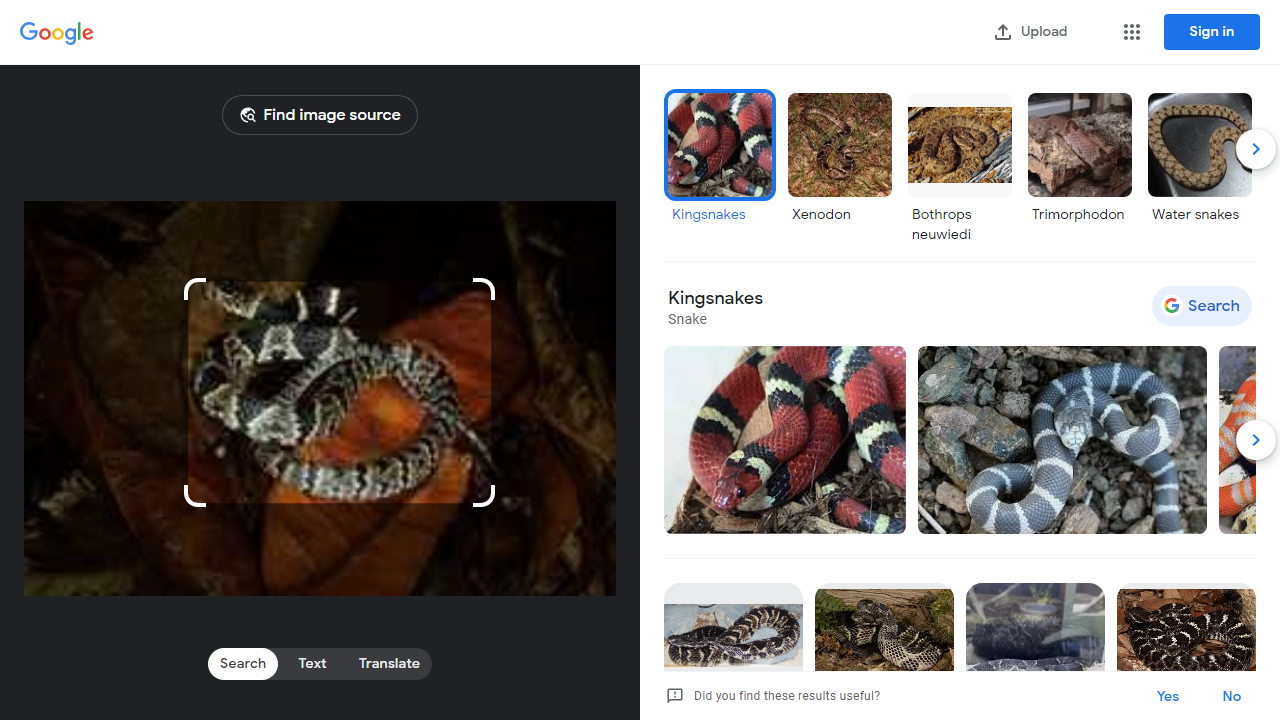 Google
Upload
Sign in
Find image source
Kingsnakes
Xenodon
Bothrops
neuwiedi
Trimorphodon
Water snakes
Kingsnakes
Snake
Search
Search
Text
Translate
Did you find these results useful?
Yes
No